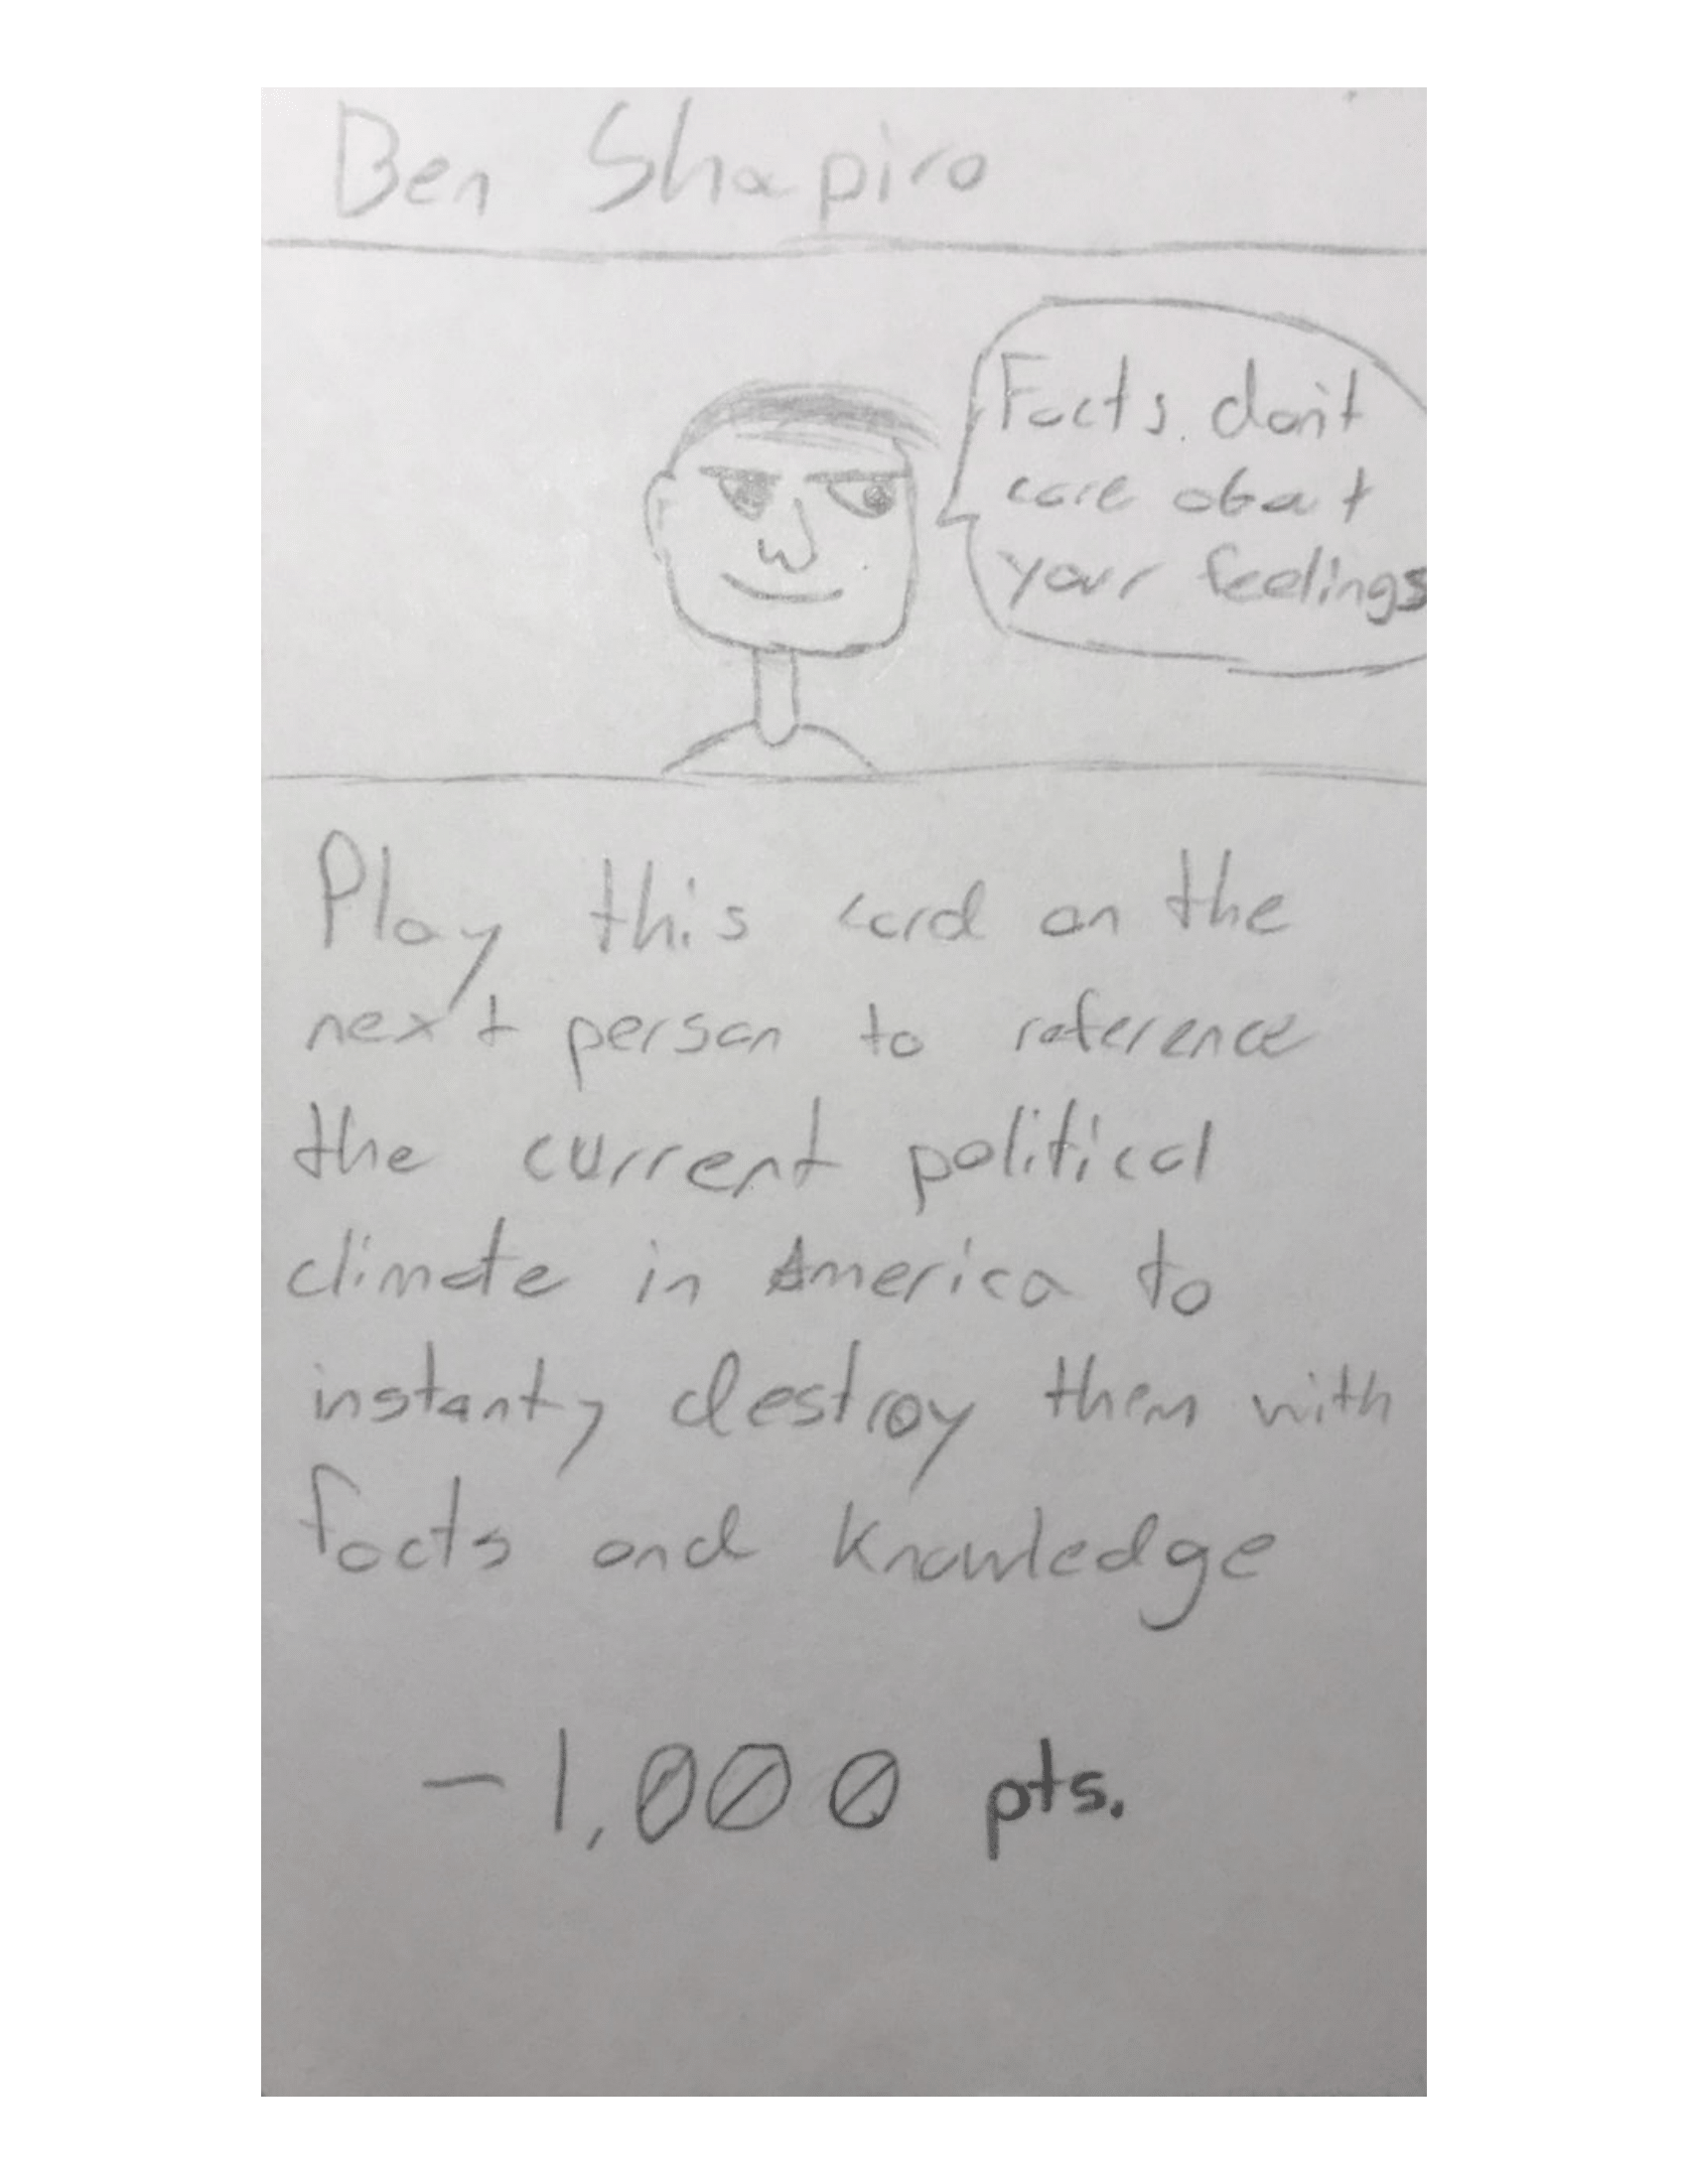 Ben Shapiro
Facts don't
care about
your feelings
Play this card on the
next person to reference
the current political
climate in America to
instanty destroy them with
facts and knowledge
-1,000 pts.